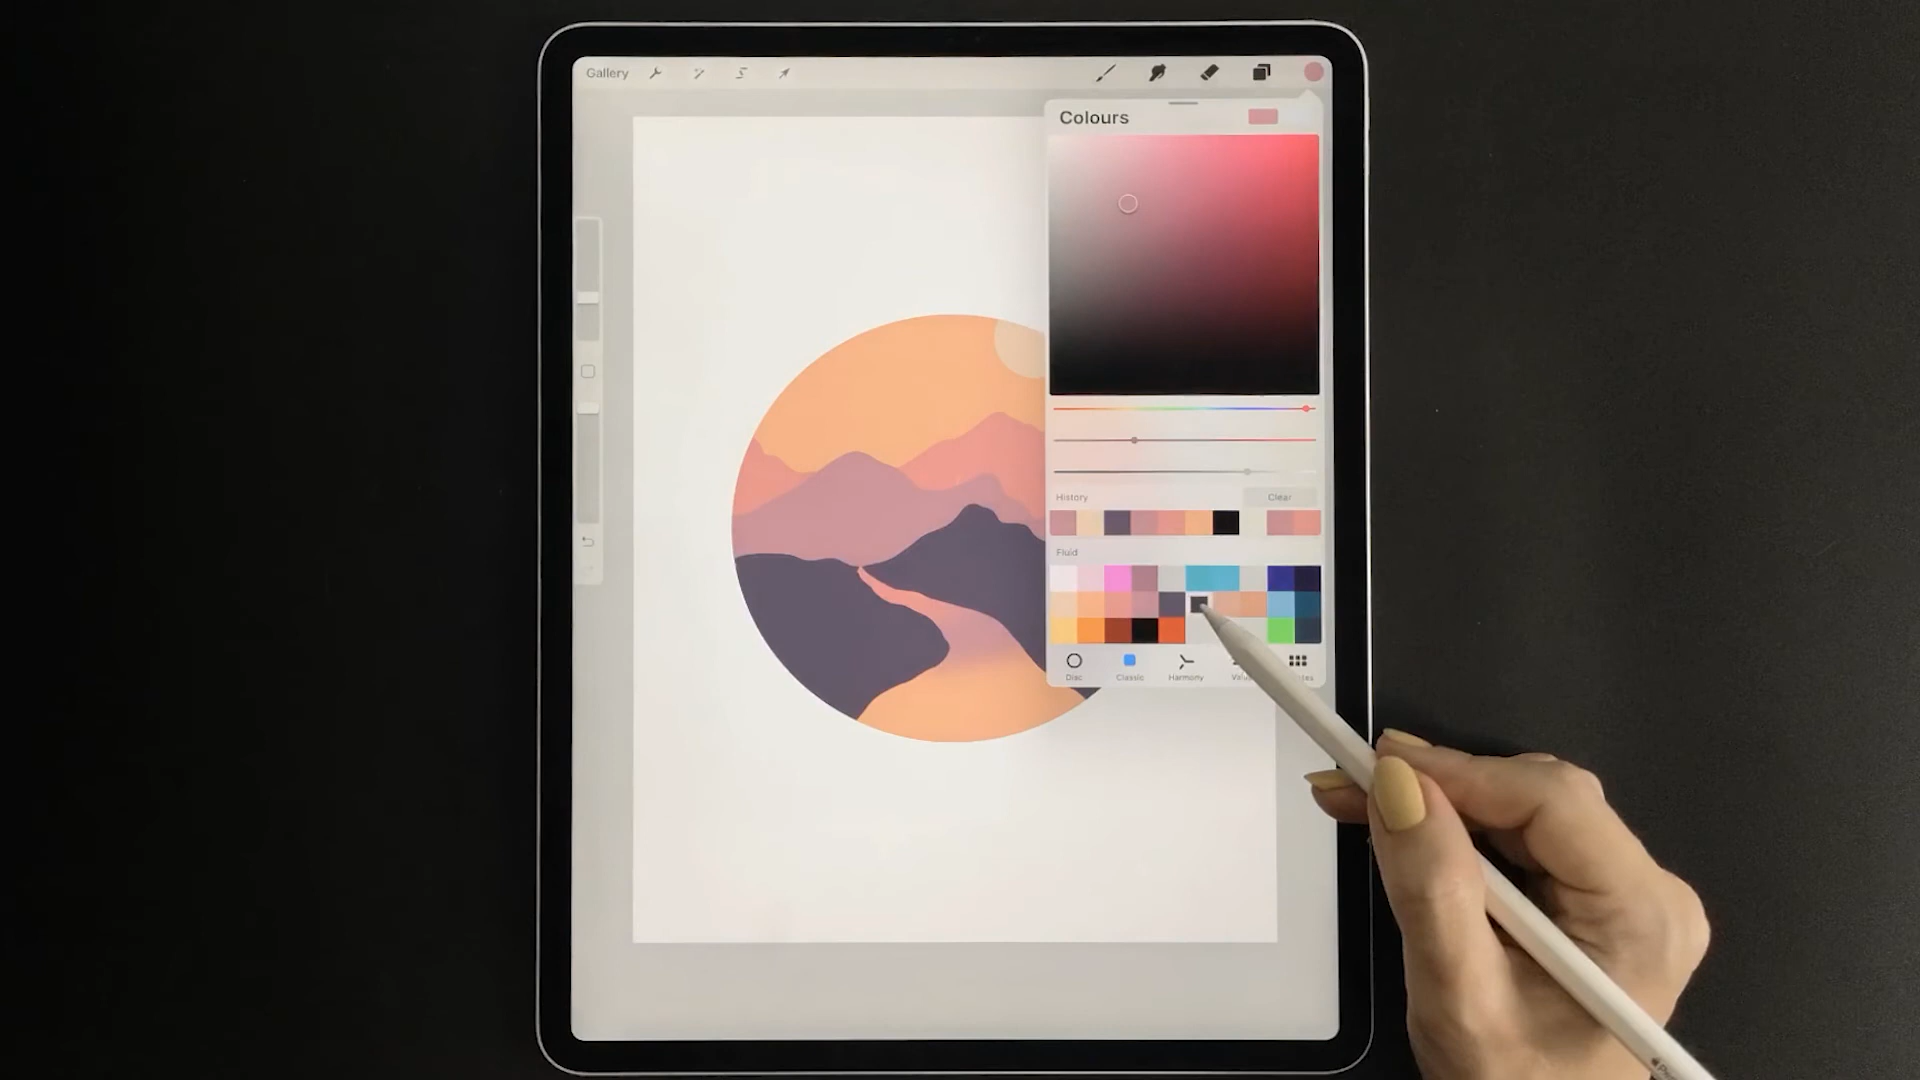 Gallery
Colours
History
Clear
Fluid
Disc
Classic
Harmony